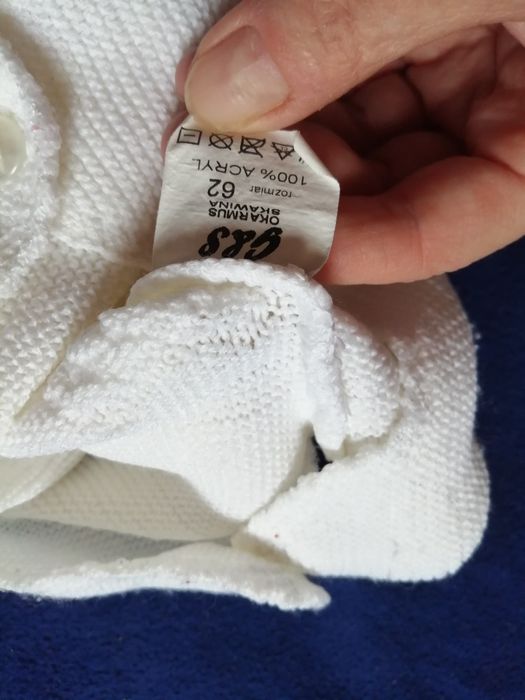 G&S
OKARMUS
SKAWINA
rozmiar 62
100% ACRYL